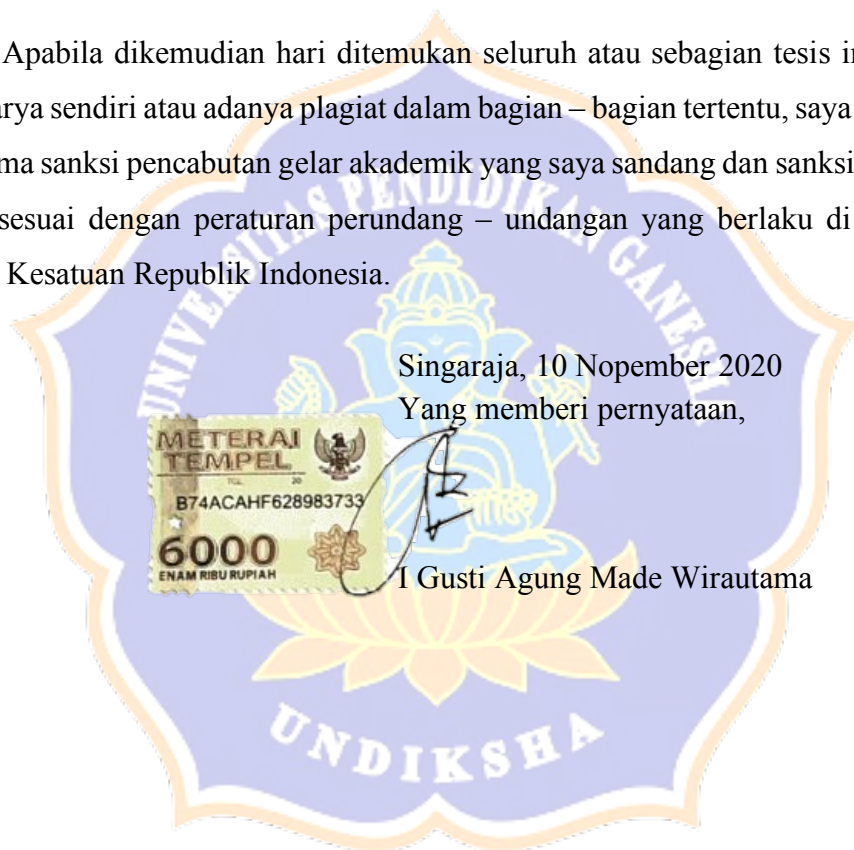 Apabila dikemudian hari ditemukan seluruh atau sebagian tesis
sendiri atau adanya plagiat dalam bagian – bagian tertentu, saya
sanksi pencabutan gelar akademik yang saya sandang dan sanksi
sesuai dengan peraturan perundang – undangan yang berlaku di
Kesatuan Republik Indonesia.
Singaraja, 10 Nopember 2020
Yang memberi pernyataan,
METERAI
TEMPEL
TGL. 20
B74ACAHF628983733
6000
ENAM RIBU RUPIAH
I Gusti Agung Made Wirautama
UNIVERSITAS PENDIDIKAN GANESHA
UNDIKSHA